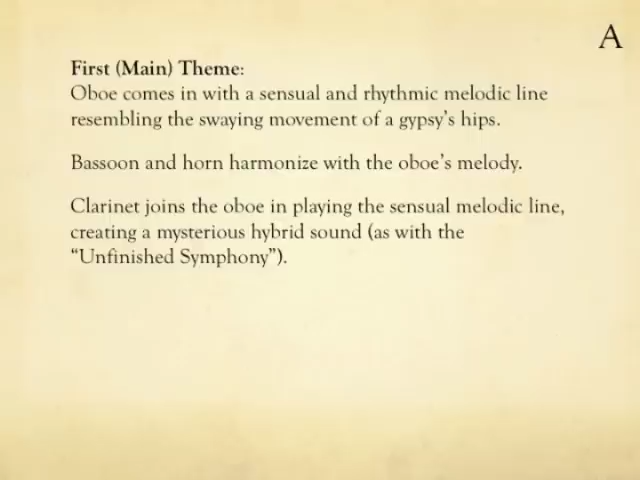 A
First (Main) Theme:
Oboe comes in with a sensual and rhythmic melodic line
resembling the swaying movement of a gypsy's hips.
Bassoon and horn harmonize with the oboe's melody.
Clarinet joins the oboe in playing the sensual melodic line,
creating a mysterious hybrid sound (as with the
“Unfinished Symphony”).